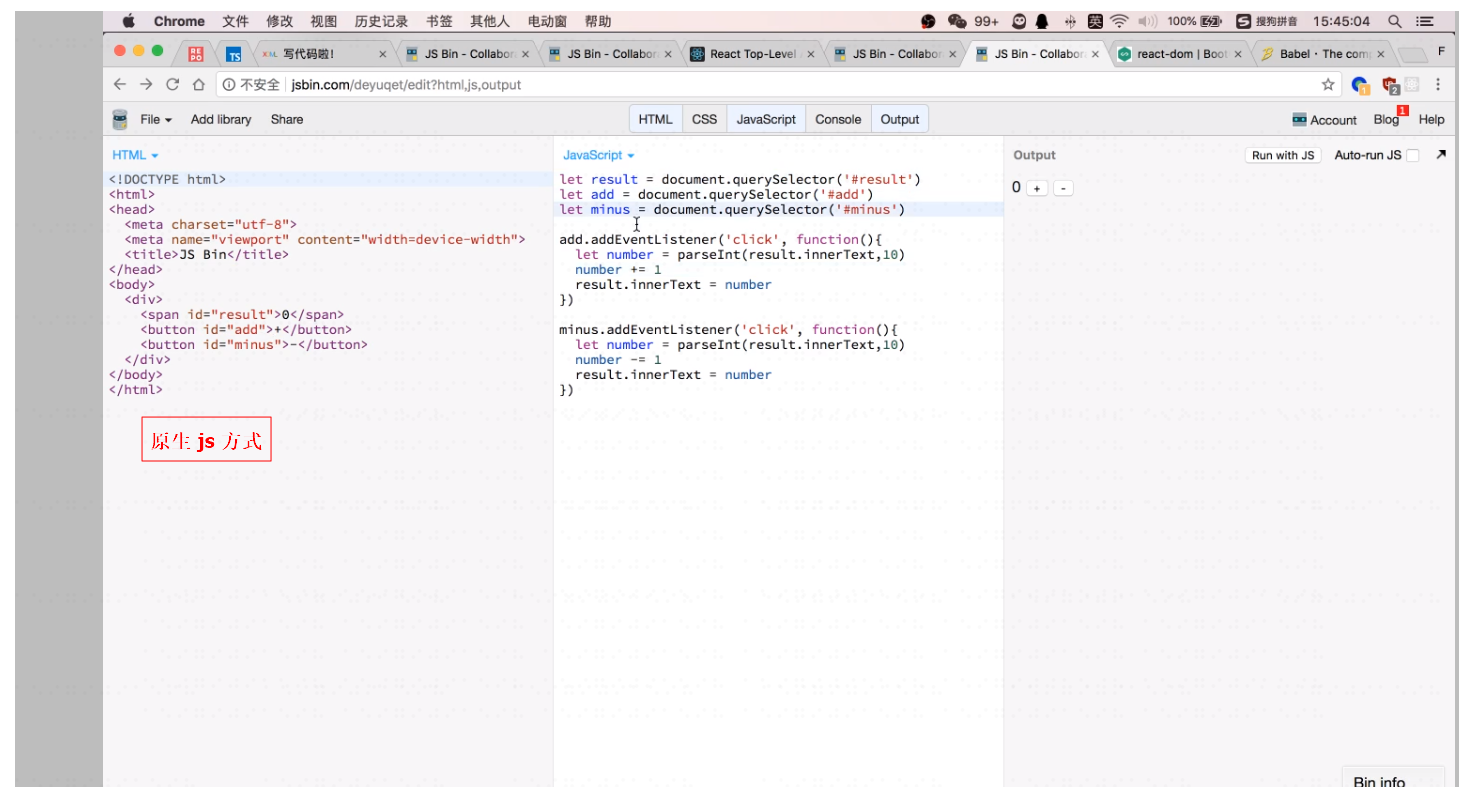 Chrome 文件 修改 视图 历史记录 书签 其他人 电动窗 帮助 99+ 英 100% 搜狗拼音 15:45:04
写代码啦! × JS Bin - Collabor × JS Bin - Collabor × React Top-Level × JS Bin - Collabor × JS Bin - Collabor × react-dom | Boot × Babel · The com × F
不安全 | jsbin.com/deyuqet/edit?html,js,output
File Add library Share HTML CSS JavaScript Console Output Account Blog 1 Help
HTML
<!DOCTYPE html>
<html>
<head>
<meta charset="utf-8">
<meta name="viewport" content="width=device-width">
<title>JS Bin</title>
</head>
<body>
<div>
<span id="result">0</span>
<button id="add">+</button>
<button id="minus">-</button>
</div>
</body>
</html>
原生 js 方式
JavaScript
let result = document.querySelector('#result')
let add = document.querySelector('#add')
let minus = document.querySelector('#minus')
add.addEventListener('click', function(){
let number = parseInt(result.innerText,10)
number += 1
result.innerText = number
})
minus.addEventListener('click', function(){
let number = parseInt(result.innerText,10)
number -= 1
result.innerText = number
})
Output Run with JS Auto-run JS
0 + -
Bin info